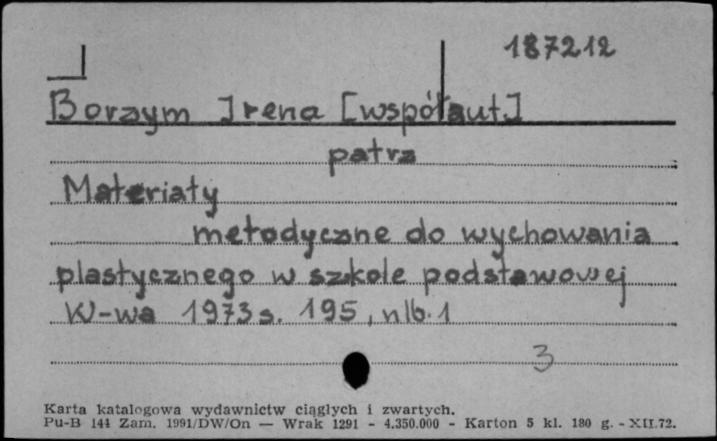 187212
Borzym Irena [współaut]
patrz
Materiały
metodyczne do wychowania
plastycznego w szkole podstawowej
W-wa 1973 s. 195, nlb. 1
3
Karta katalogowa wydawnictw ciągłych i zwartych.
Pu-B 144 Zam. 1991/DW/On — Wrak 1291 - 4.350.000 - Karton 5 kl. 180 g. - XII.72.